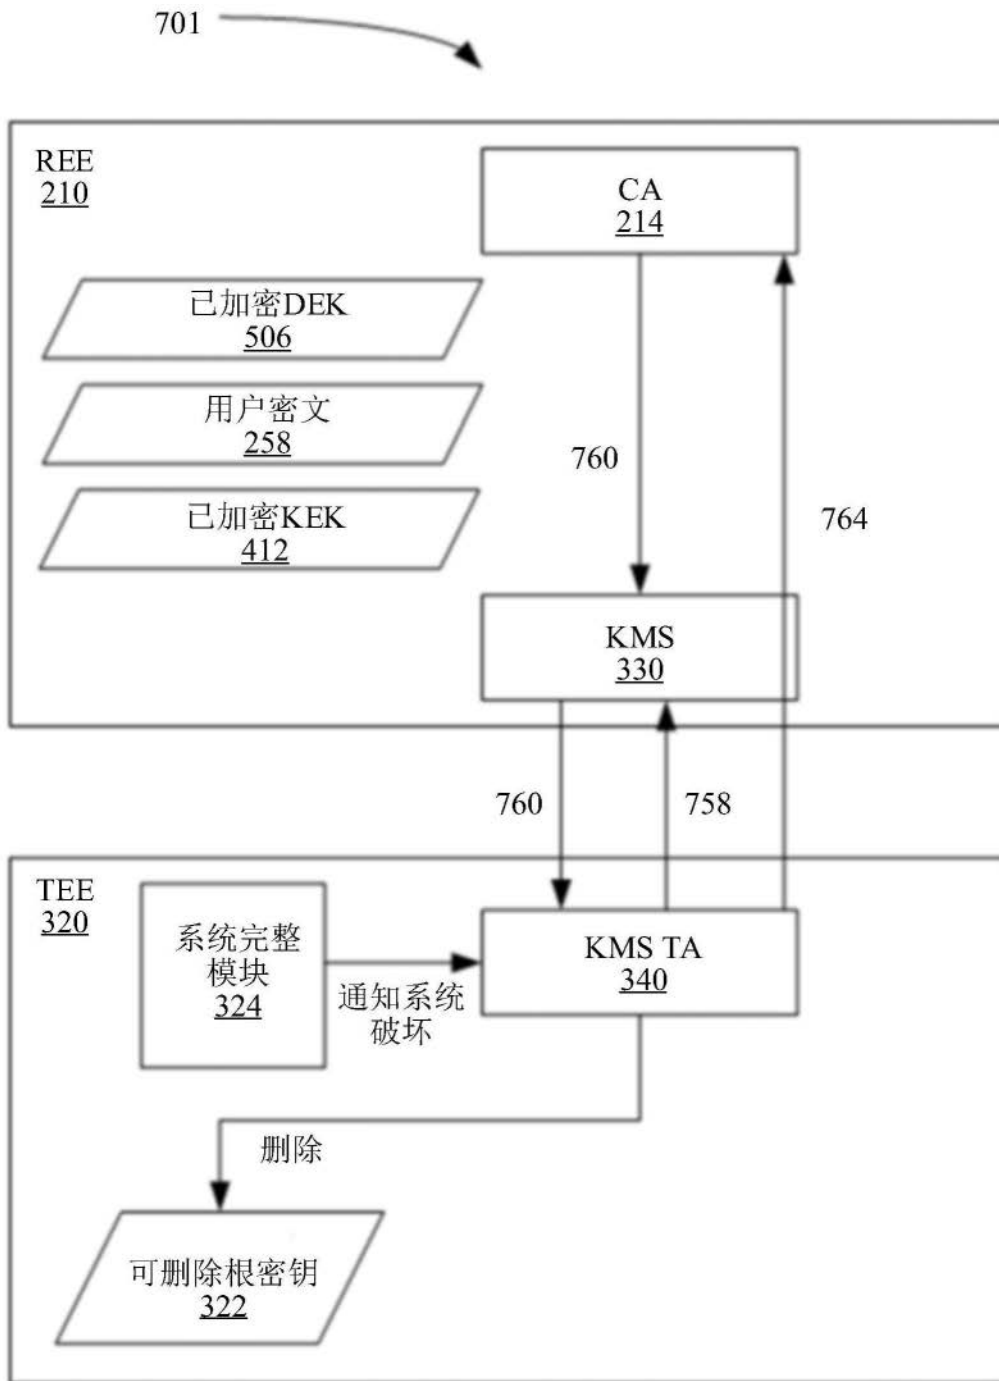 701
REE
210
CA
214
已加密DEK
506
用户密文
258
已加密KEK
412
760
764
KMS
330
760
758
TEE
320
系统完整
模块
324
通知系统
破坏
KMS TA
340
删除
可删除根密钥
322